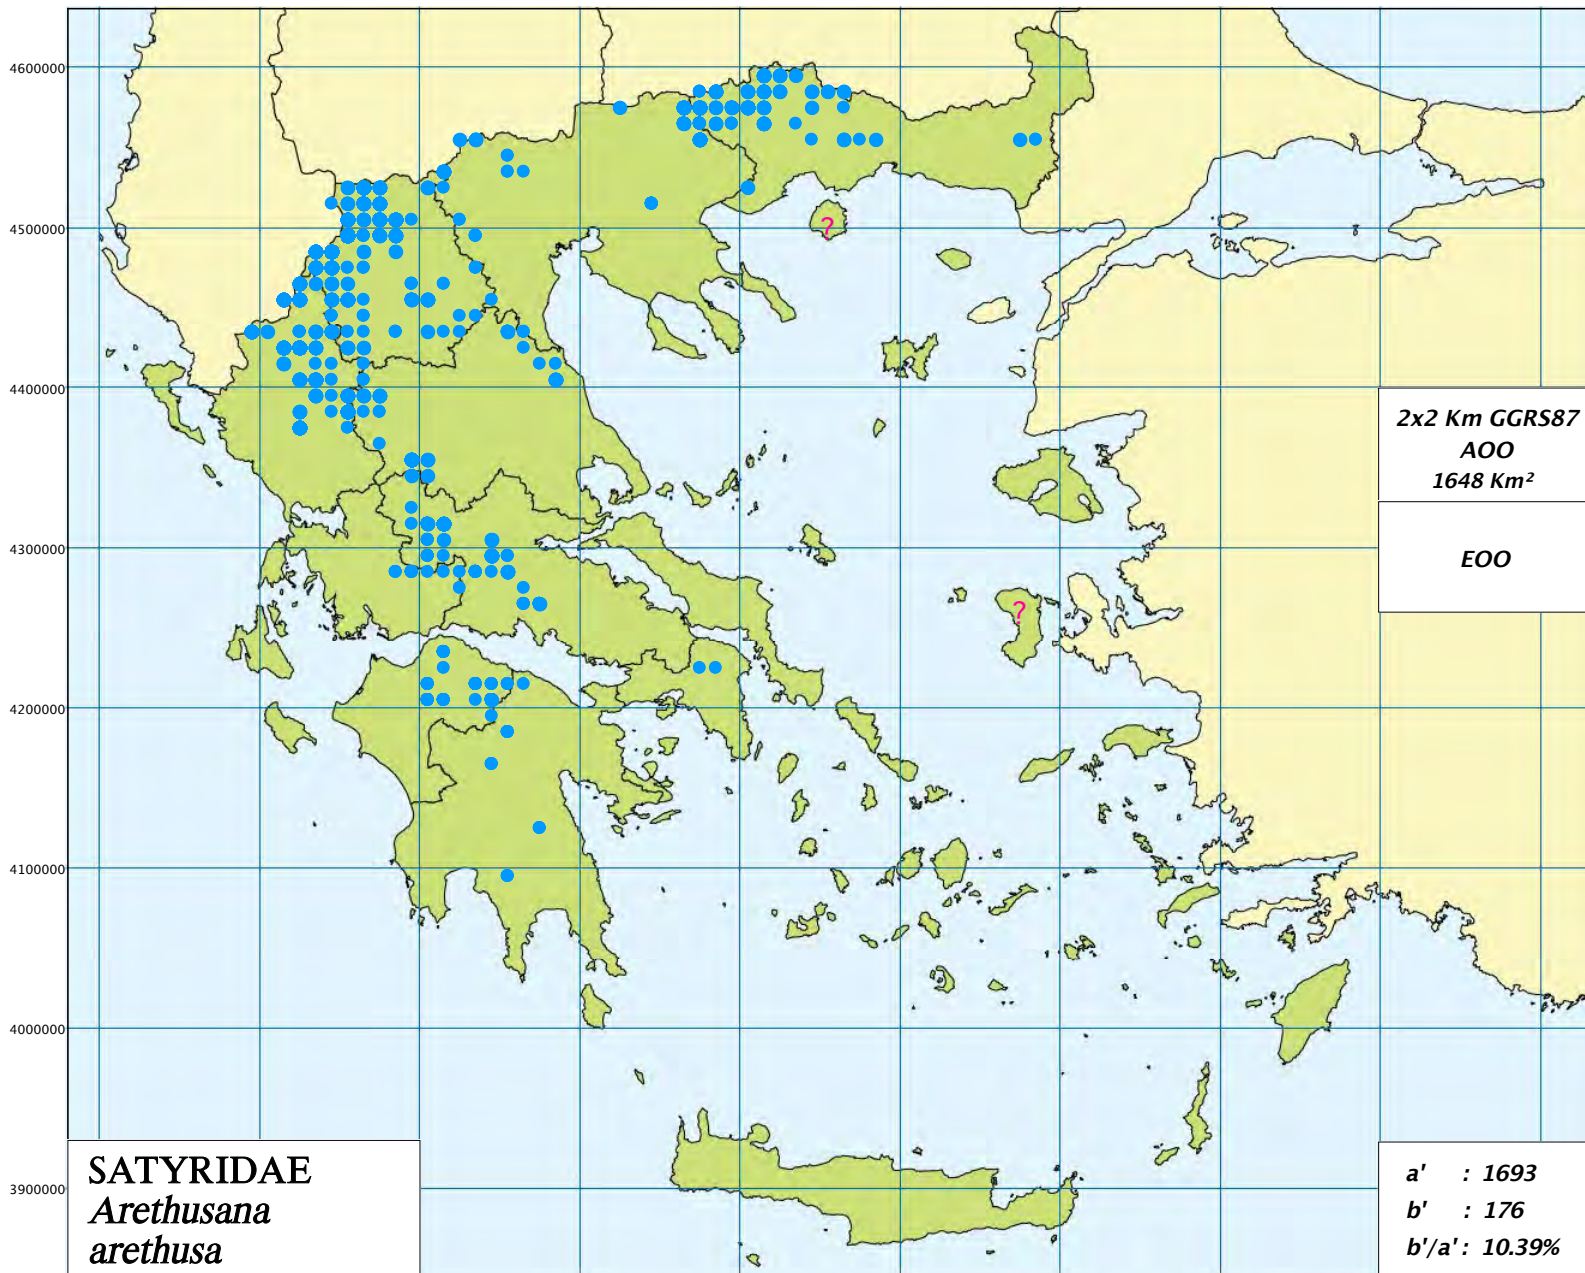 4600000
?
4500000
4400000
2x2 Km GGRS87
AOO
1648 Km²
4300000
EOO
?
4200000
4100000
4000000
3900000
SATYRIDAE
Arethusana
arethusa
a' : 1693
b' : 176
b'/a' : 10.39%